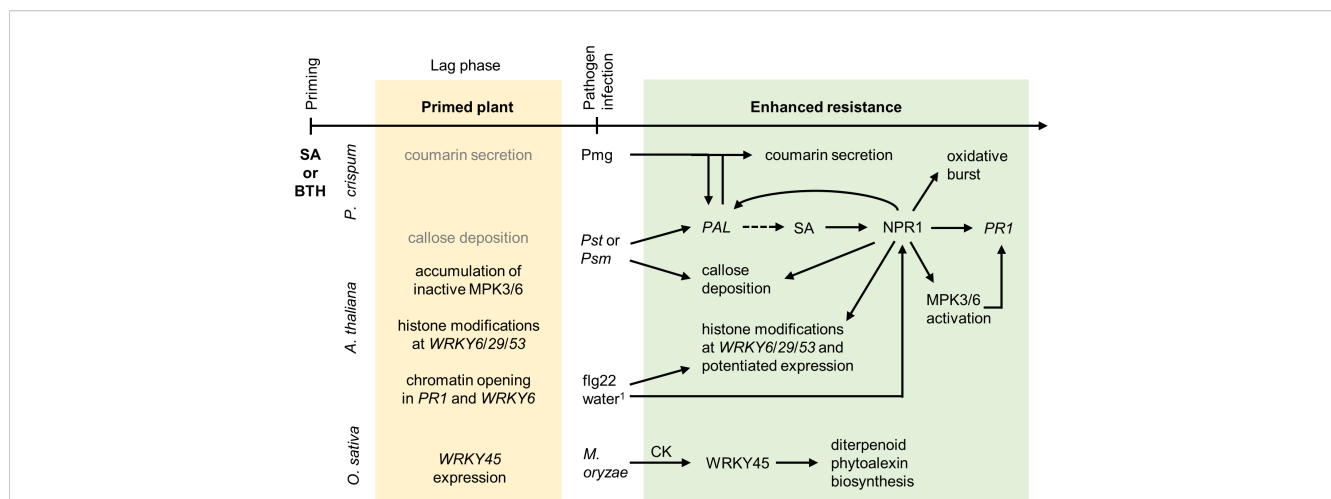 Lag phase
Priming
Pathogen
infection
Primed plant
Enhanced resistance
SA
or
BTH
P. crispum
coumarin secretion
Pmg
coumarin secretion
oxidative
burst
callose deposition
Pst or
Psm
PAL
SA
NPR1
PR1
A. thaliana
accumulation of
inactive MPK3/6
callose
deposition
MPK3/6
activation
histone modifications
at WRKY6/29/53
histone modifications
at WRKY6/29/53 and
potentiated expression
chromatin opening
in PR1 and WRKY6
flg22
water¹
O. sativa
WRKY45
expression
M.
oryzae
CK
WRKY45
diterpenoid
phytoalexin
biosynthesis